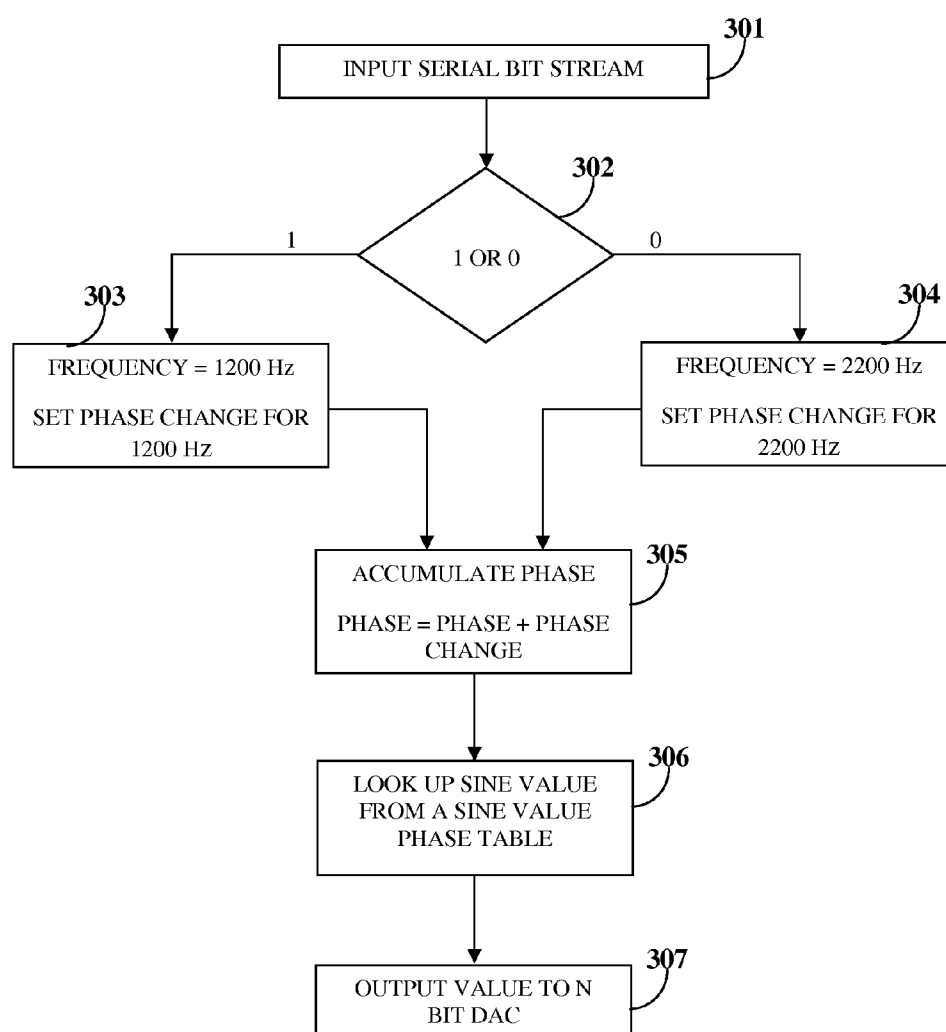 301
INPUT SERIAL BIT STREAM
302
1
1 OR 0
0
303
FREQUENCY = 1200 Hz
SET PHASE CHANGE FOR
1200 Hz
304
FREQUENCY = 2200 Hz
SET PHASE CHANGE FOR
2200 Hz
305
ACCUMULATE PHASE
PHASE = PHASE + PHASE
CHANGE
306
LOOK UP SINE VALUE
FROM A SINE VALUE
PHASE TABLE
307
OUTPUT VALUE TO N
BIT DAC